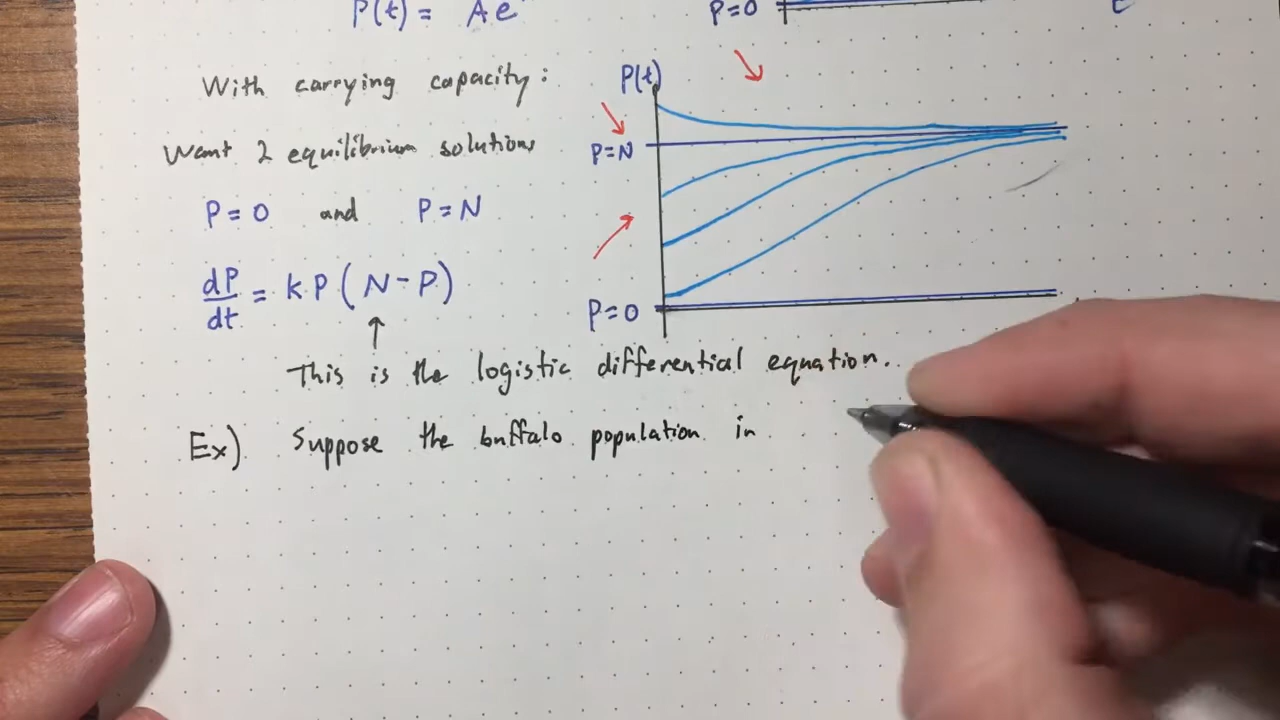 P(t) = Ae
P=0
t
With carrying capacity:
P(t)
Want 2 equilibrium solutions
P=N
P = 0 and P = N
dP/dt = k P (N - P)
P=0
This is the logistic differential equation.
Ex) Suppose the buffalo population in